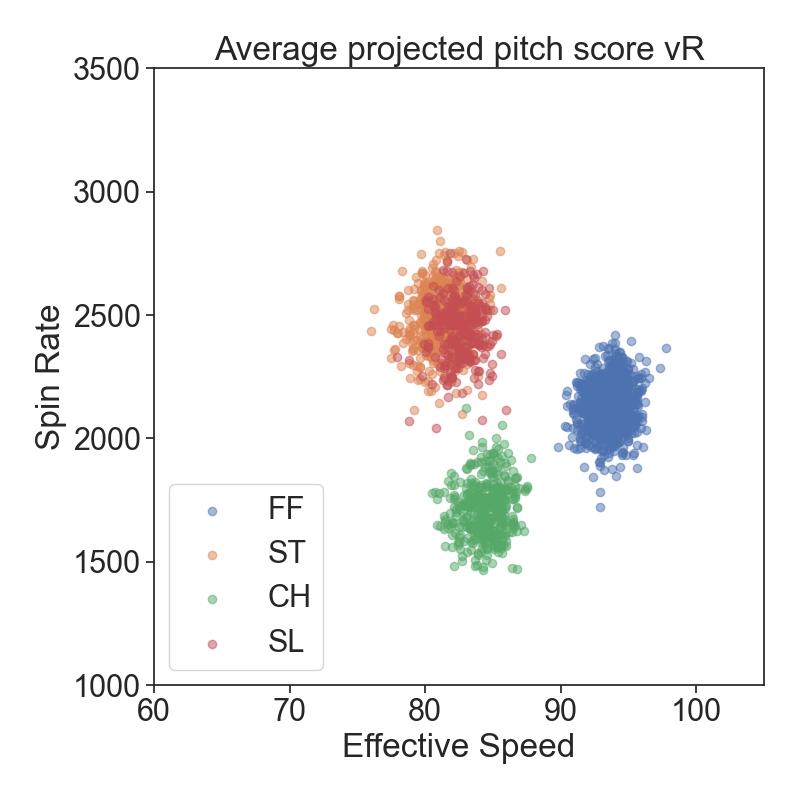 Average projected pitch score vR
3500
3000
2500
2000
1500
1000
Spin Rate
FF
ST
CH
SL
60 70 80 90 100
Effective Speed